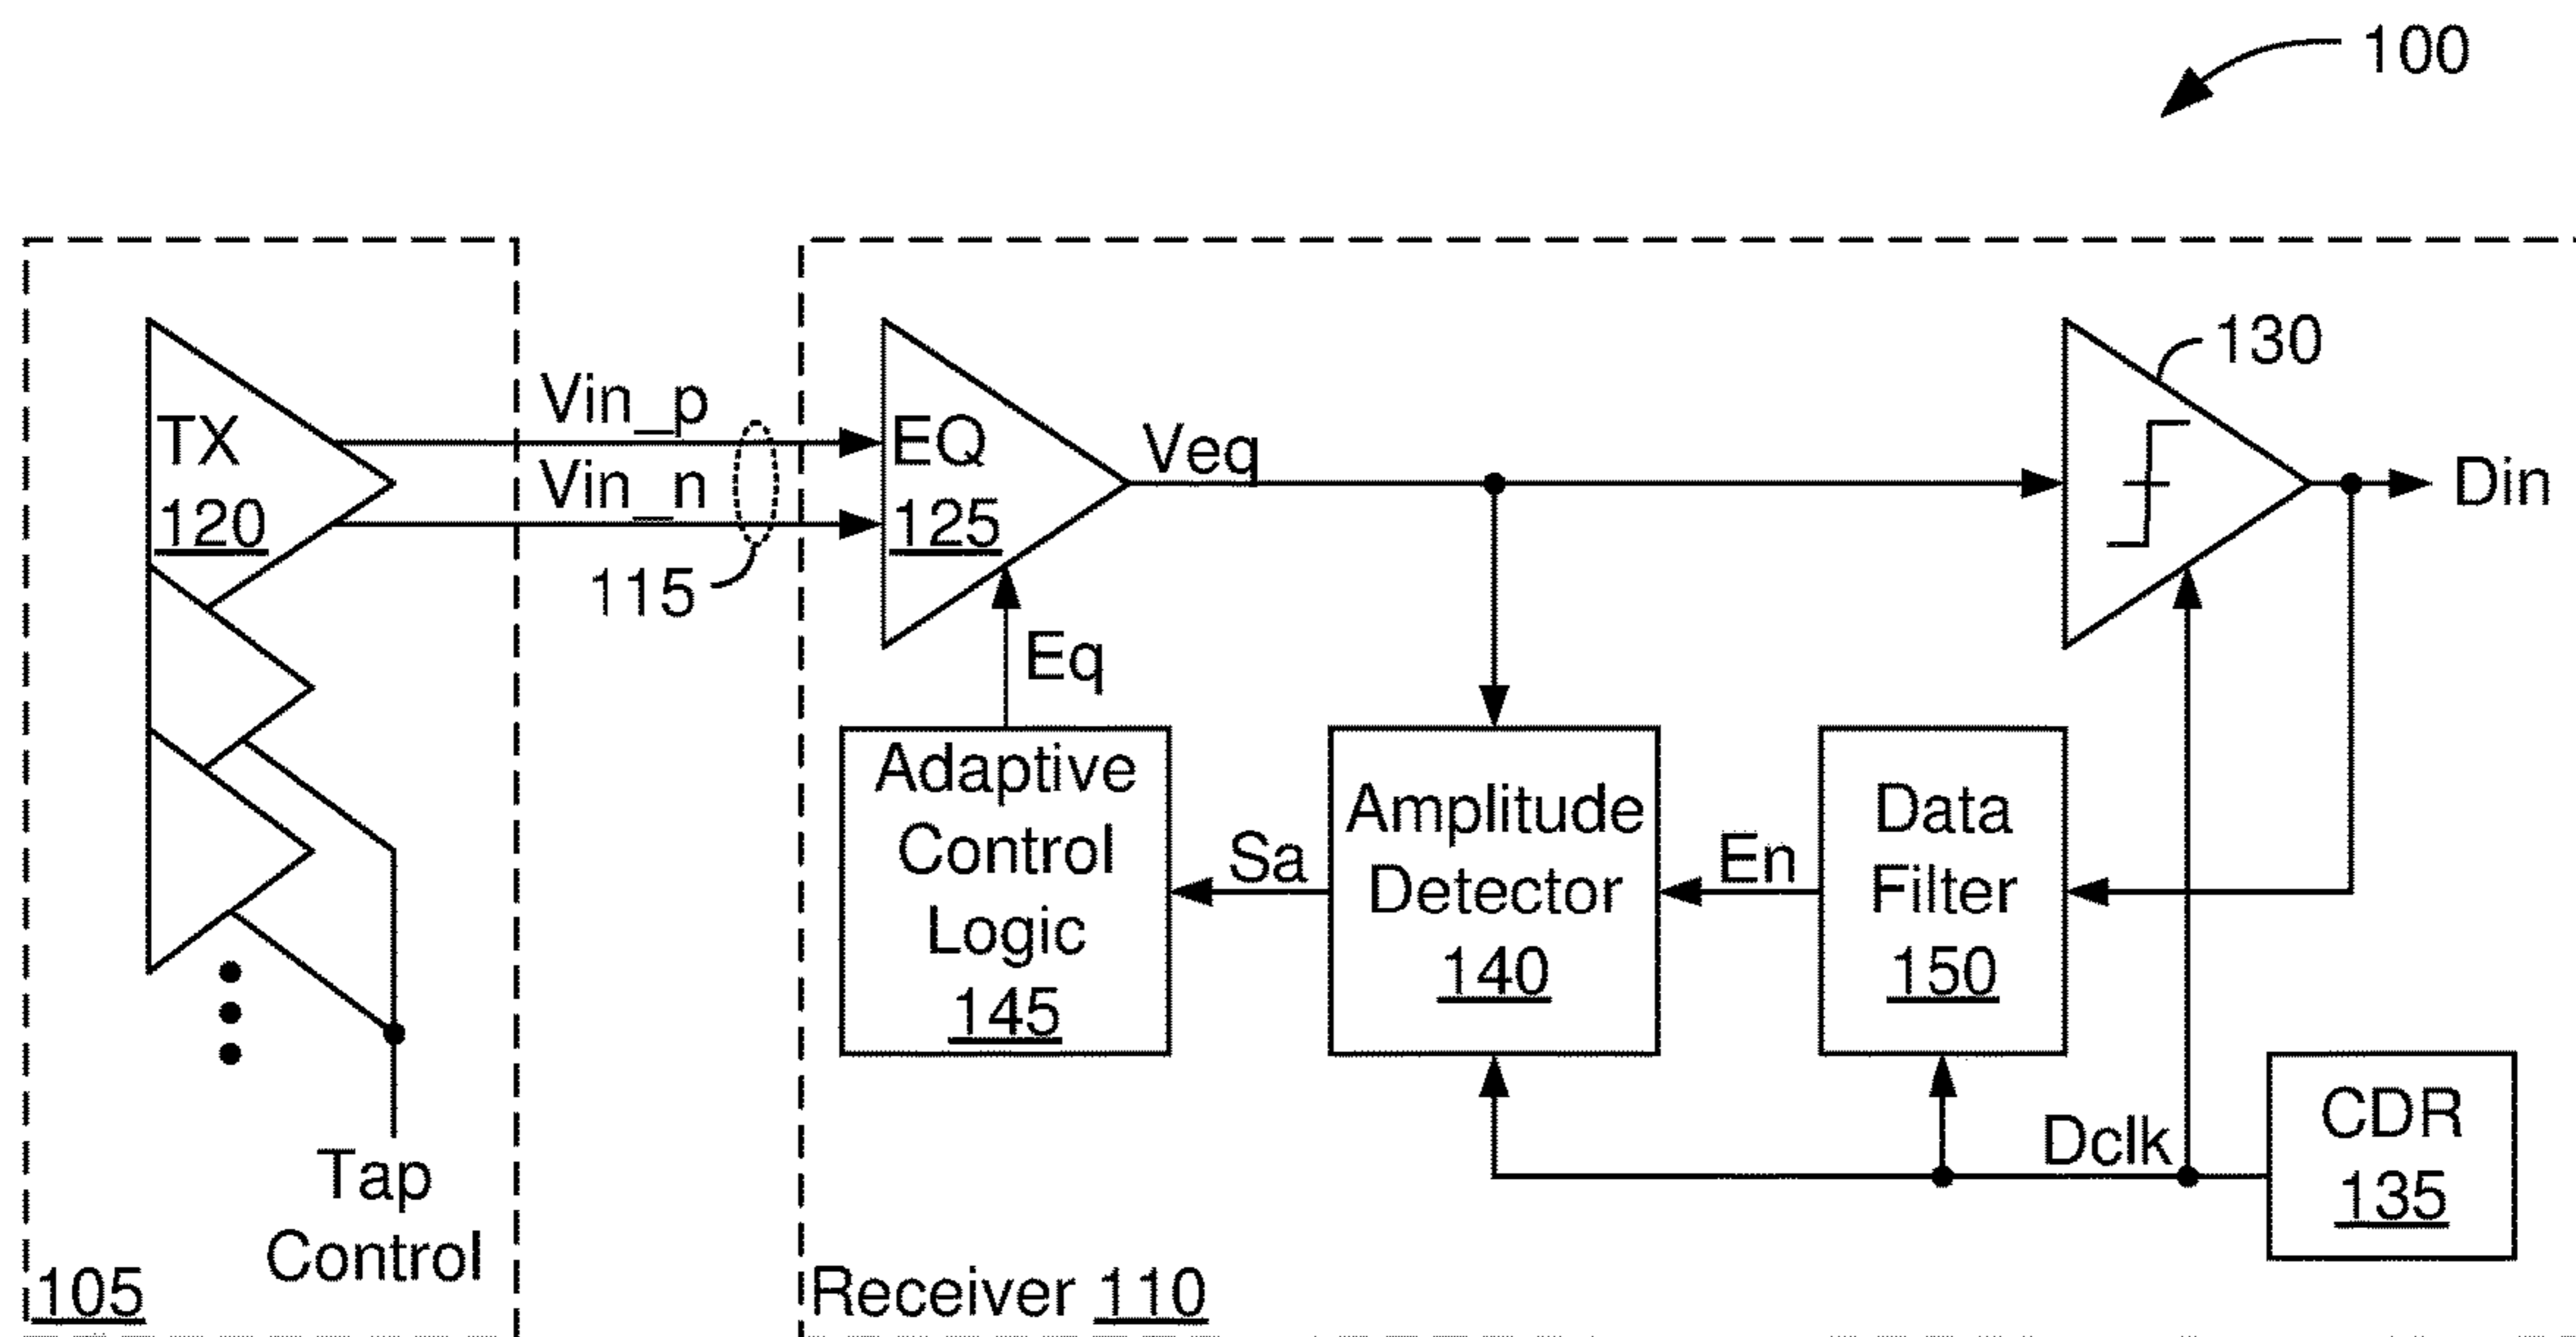 100
130
Vin_p
TX
120
Vin_n
115
EQ
125
Veq
Din
Eq
Adaptive
Control
Logic
145
Sa
Amplitude
Detector
140
En
Data
Filter
150
Dclk
CDR
135
Tap
Control
105
Receiver 110